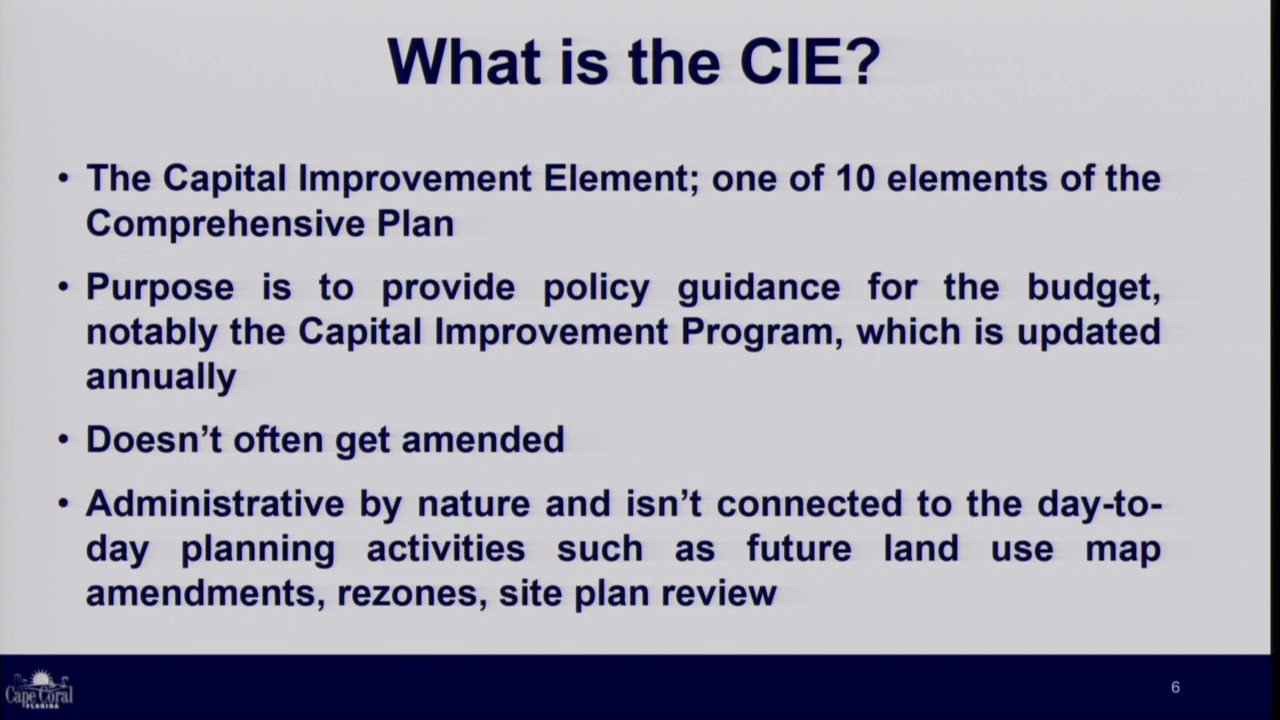 What is the CIE?
• The Capital Improvement Element; one of 10 elements of the
Comprehensive Plan
• Purpose is to provide policy guidance for the budget,
notably the Capital Improvement Program, which is updated
annually
• Doesn’t often get amended
• Administrative by nature and isn’t connected to the day-to-
day planning activities such as future land use map
amendments, rezones, site plan review
Cape Coral
FLORIDA
6